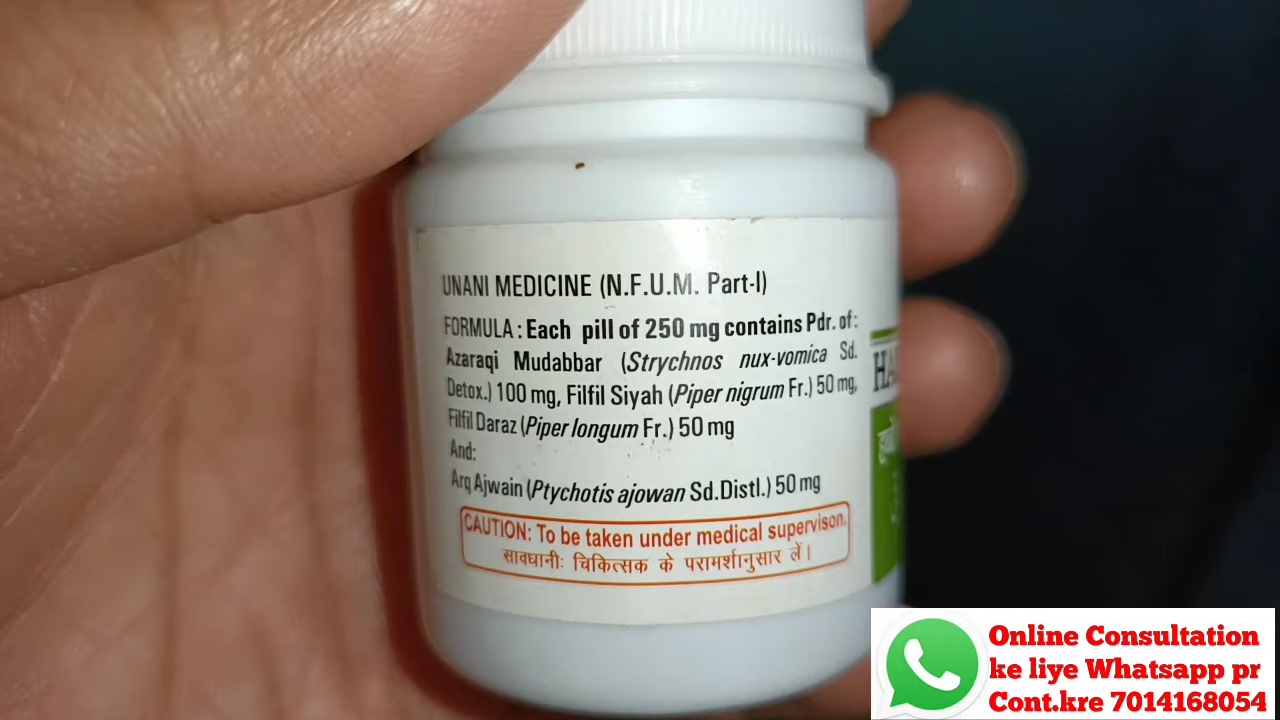 UNANI MEDICINE (N.F.U.M. Part-I)
FORMULA : Each pill of 250 mg contains Pdr. of :
Azaraqi Mudabbar (Strychnos nux-vomica Sd.
Detox.) 100 mg, Filfil Siyah (Piper nigrum Fr.) 50 mg,
Filfil Daraz (Piper longum Fr.) 50 mg
And:
Arq Ajwain (Ptychotis ajowan Sd.Distl.) 50 mg
CAUTION: To be taken under medical supervison.
सावधानीः चिकित्सक के परामर्शानुसार लें।
Online Consultation
ke liye Whatsapp pr
Cont.kre 7014168054